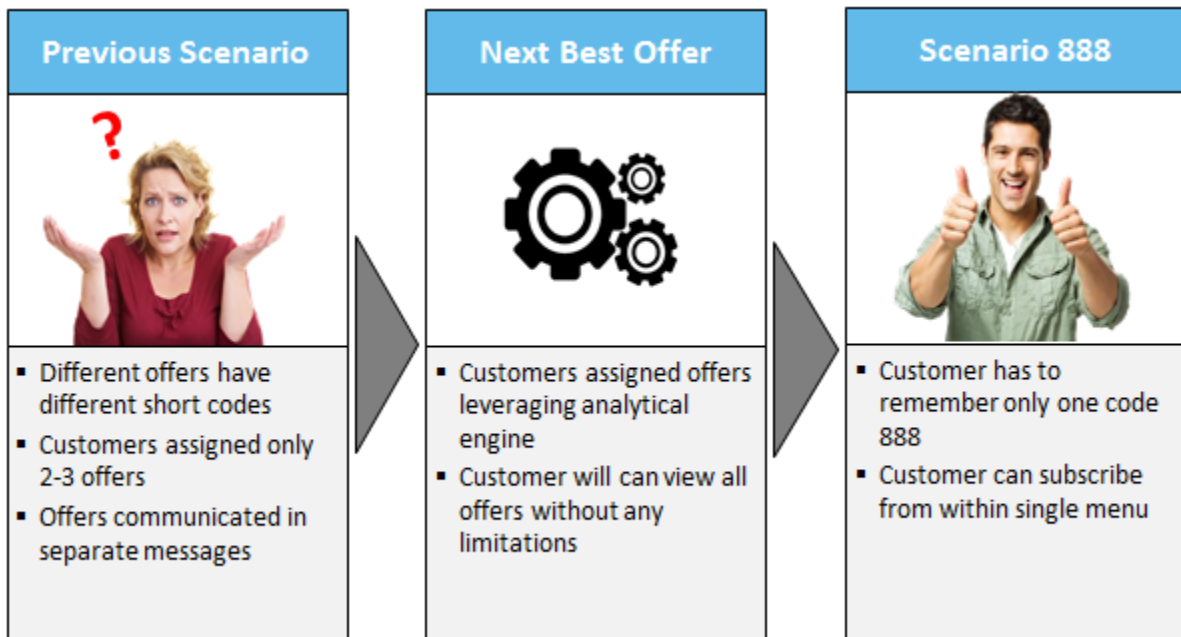 Previous Scenario
?
▪ Different offers have
different short codes
▪ Customers assigned only
2-3 offers
▪ Offers communicated in
separate messages
Next Best Offer
▪ Customers assigned offers
leveraging analytical
engine
▪ Customer will can view all
offers without any
limitations
Scenario 888
▪ Customer has to
remember only one code
888
▪ Customer can subscribe
from within single menu